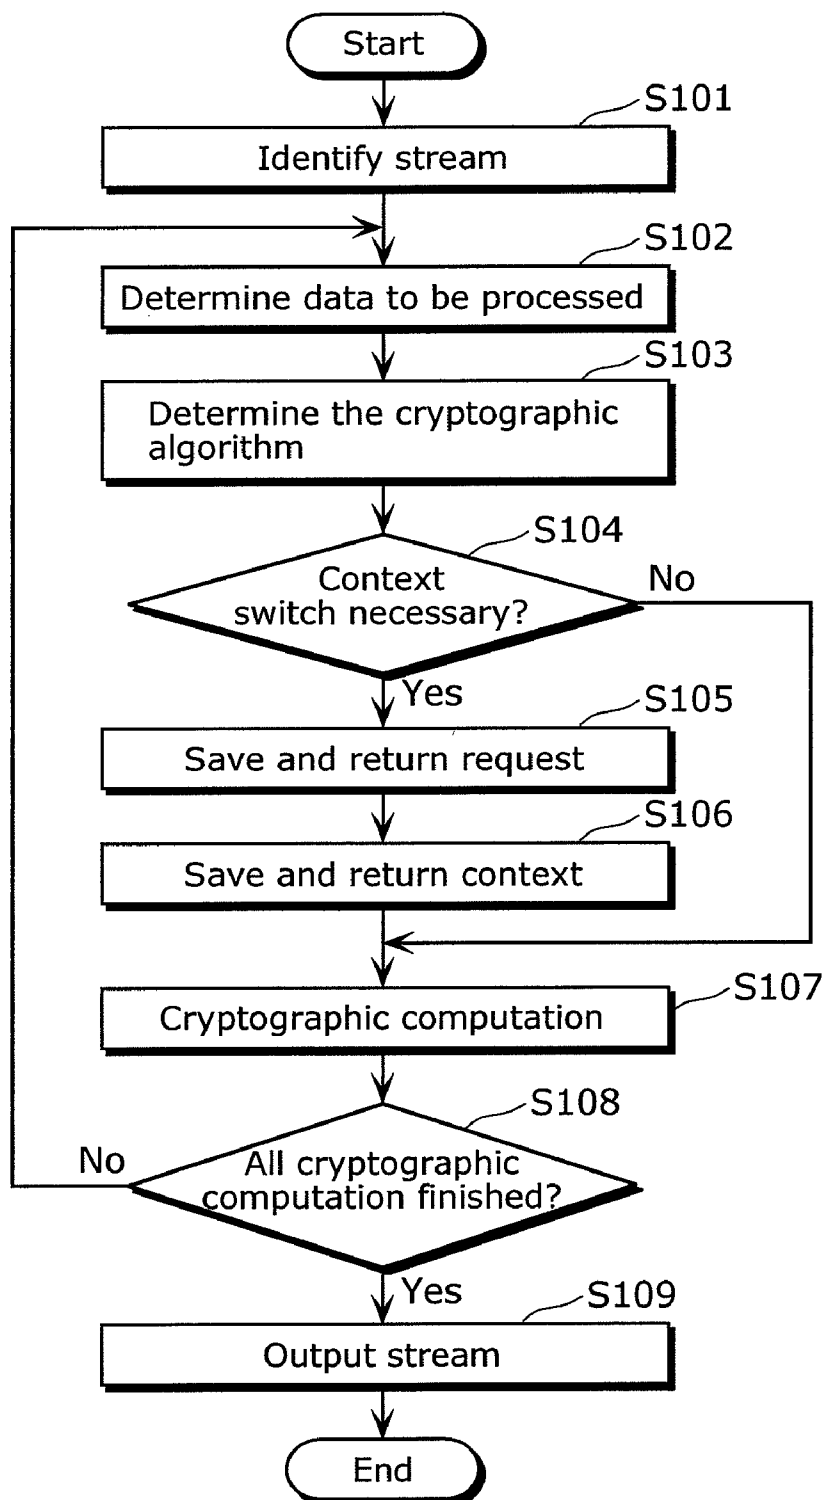 Start
S101
Identify stream
S102
Determine data to be processed
S103
Determine the cryptographic
algorithm
S104
Context
switch necessary?
No
Yes
S105
Save and return request
S106
Save and return context
S107
Cryptographic computation
S108
All cryptographic
computation finished?
No
Yes
S109
Output stream
End